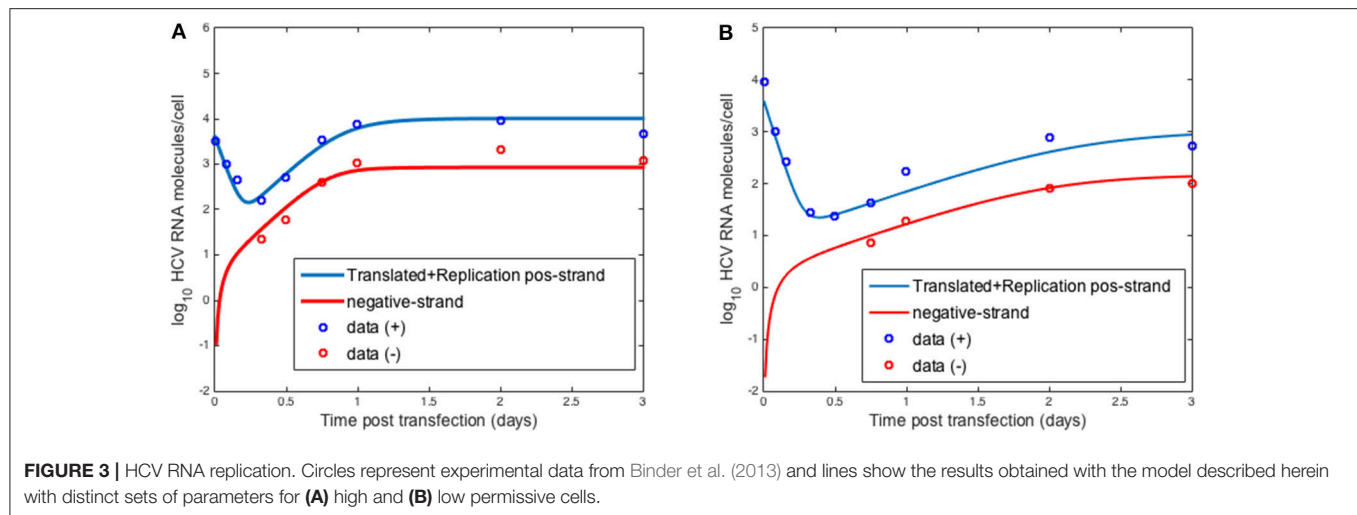 A
log10 HCV RNA molecules/cell
6
5
4
3
2
1
0
-1
-2
0
0.5
1
1.5
2
2.5
3
Time post transfection (days)
Translated+Replication pos-strand
negative-strand
data (+)
data (-)
B
log10 HCV RNA molecules/cell
5
4
3
2
1
0
-1
-2
0
0.5
1
1.5
2
2.5
3
Time post transfection (days)
Translated+Replication pos-strand
negative-strand
data (+)
data (-)
FIGURE 3 | HCV RNA replication. Circles represent experimental data from Binder et al. (2013) and lines show the results obtained with the model described herein
with distinct sets of parameters for (A) high and (B) low permissive cells.